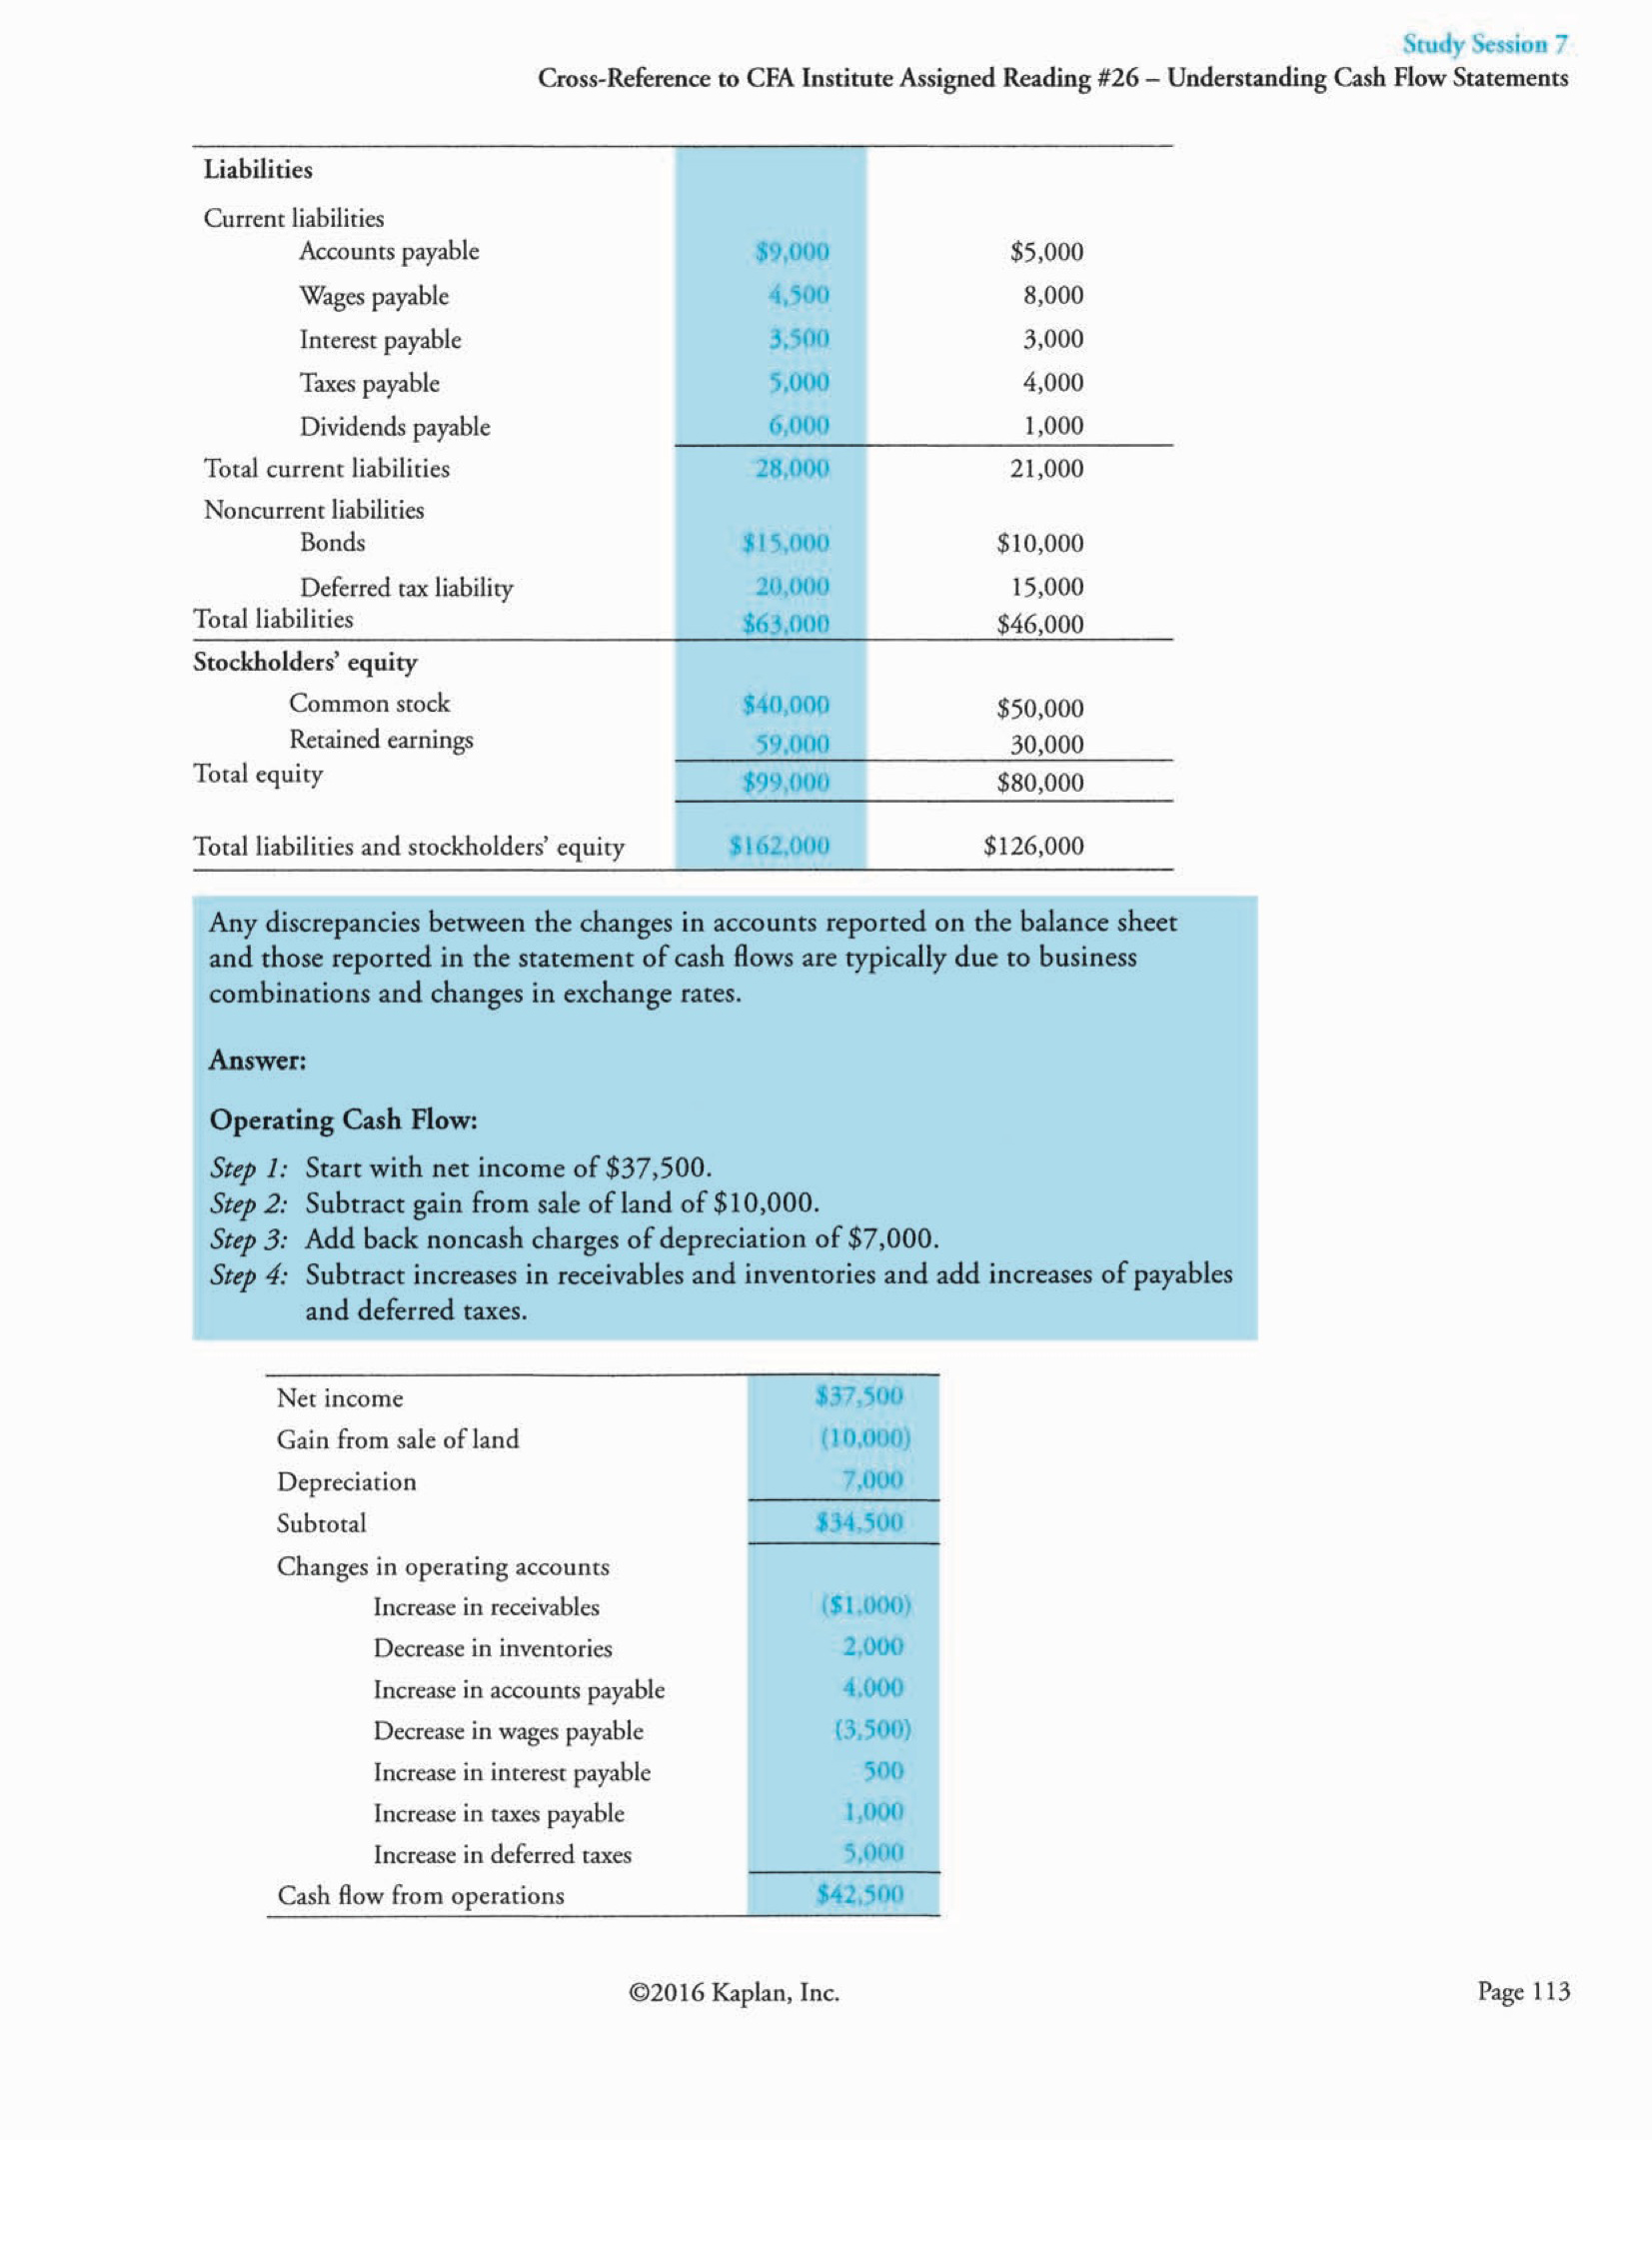 Study Session 7
Cross-Reference to CFA Institute Assigned Reading #26 – Understanding Cash Flow Statements
Liabilities
Current liabilities
Accounts payable $9,000 $5,000
Wages payable 4,500 8,000
Interest payable 3,500 3,000
Taxes payable 5,000 4,000
Dividends payable 6,000 1,000
Total current liabilities 28,000 21,000
Noncurrent liabilities
Bonds $15,000 $10,000
Deferred tax liability 20,000 15,000
Total liabilities $63,000 $46,000
Stockholders’ equity
Common stock $40,000 $50,000
Retained earnings 59,000 30,000
Total equity $99,000 $80,000
Total liabilities and stockholders’ equity $162,000 $126,000
Any discrepancies between the changes in accounts reported on the balance sheet
and those reported in the statement of cash flows are typically due to business
combinations and changes in exchange rates.
Answer:
Operating Cash Flow:
Step 1: Start with net income of $37,500.
Step 2: Subtract gain from sale of land of $10,000.
Step 3: Add back noncash charges of depreciation of $7,000.
Step 4: Subtract increases in receivables and inventories and add increases of payables
and deferred taxes.
Net income $37,500
Gain from sale of land (10,000)
Depreciation 7,000
Subtotal $34,500
Changes in operating accounts
Increase in receivables ($1,000)
Decrease in inventories 2,000
Increase in accounts payable 4,000
Decrease in wages payable (3,500)
Increase in interest payable 500
Increase in taxes payable 1,000
Increase in deferred taxes 5,000
Cash flow from operations $42,500
©2016 Kaplan, Inc.
Page 113